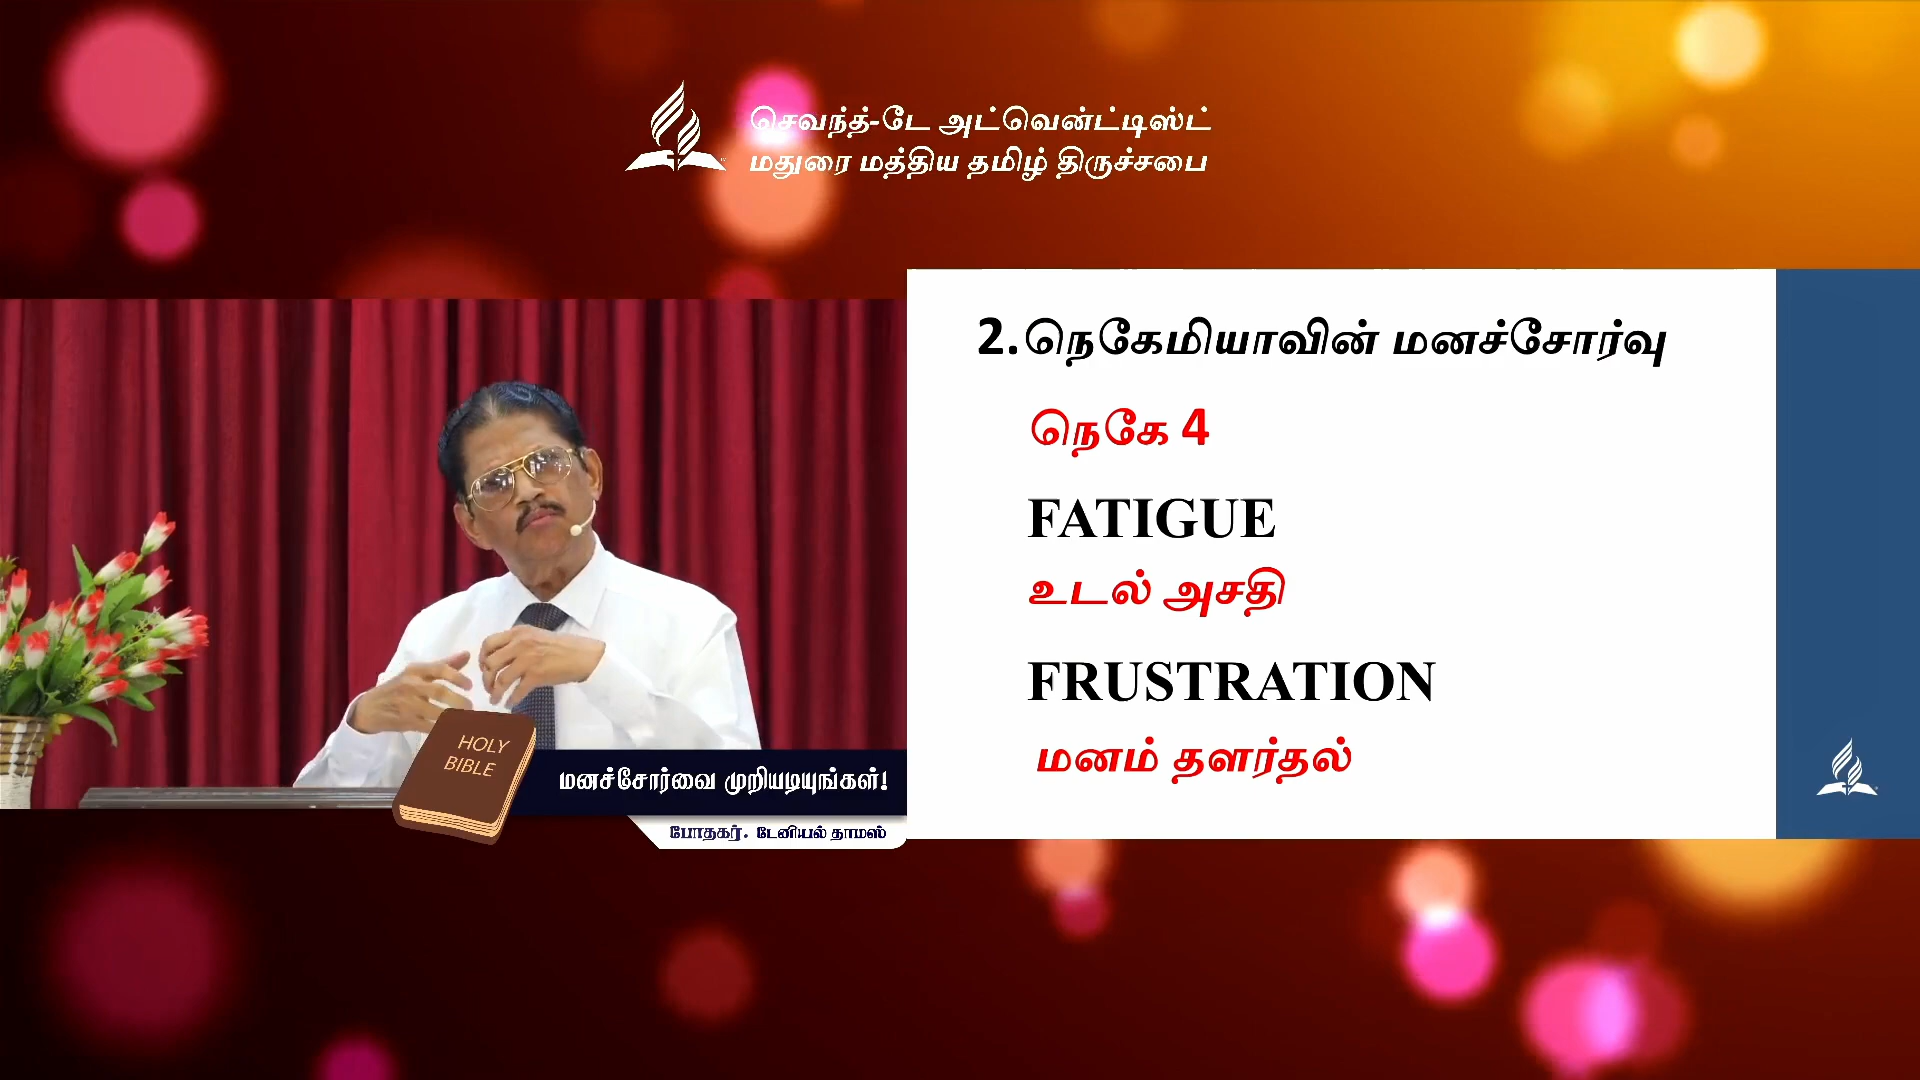 செவந்த்-டே அட்வென்ட்டிஸ்ட்
மதுரை மத்திய தமிழ் திருச்சபை
2.நெகேமியாவின் மனச்சோர்வு
நெகே 4
FATIGUE
உடல் அசதி
FRUSTRATION
மனம் தளர்தல்
HOLY
BIBLE
மனச்சோர்வை முறியடியுங்கள்!
போதகர். டேனியல் தாமஸ்